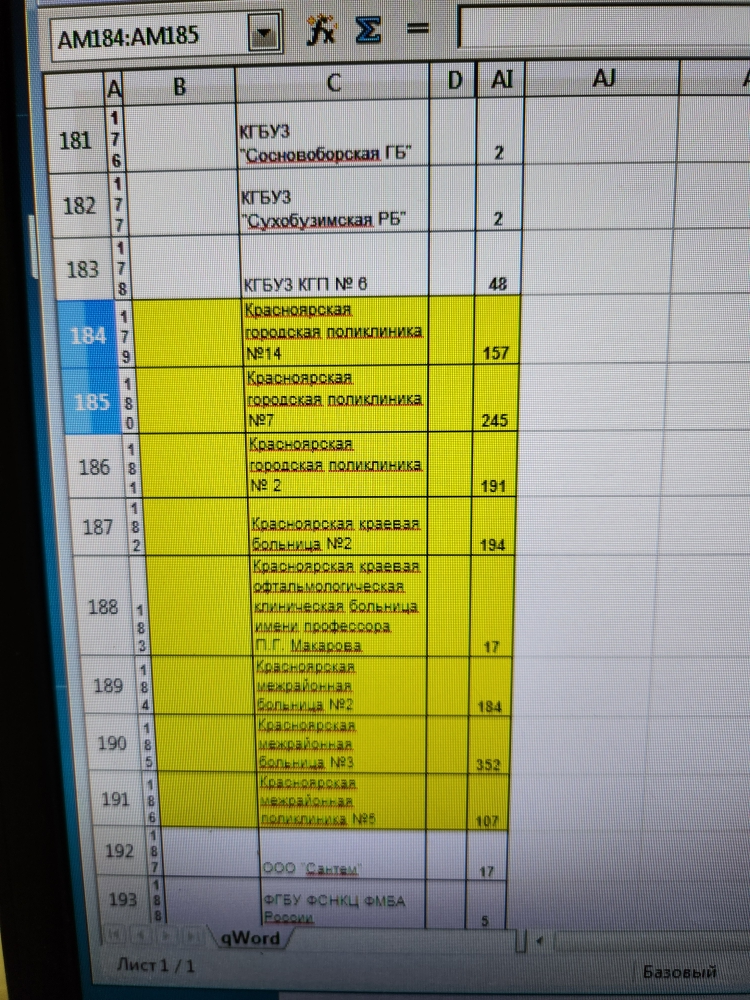 AM184:AM185
A B C D AI AJ
181 176 КГБУЗ
"Сосновоборская ГБ" 2
182 177 КГБУЗ
"Сухобузимская РБ" 2
183 178 КГБУЗ КГП № 6 48
184 179 Красноярская
городская поликлиника
№14 157
185 180 Красноярская
городская поликлиника
№7 245
186 181 Красноярская
городская поликлиника
№ 2 191
187 182 Красноярская краевая
больница №2 194
188 183 Красноярская краевая
офтальмологическая
клиническая больница
имени профессора
П.Г. Макарова 17
189 184 Красноярская
межрайонная
больница №2 184
190 185 Красноярская
межрайонная
больница №3 352
191 186 Красноярская
межрайонная
поликлиника №5 107
192 187 ООО "Сантем" 17
193 188 ФГБУ ФСНКЦ ФМБА
России 5
qWord
Лист 1 / 1 Базовый